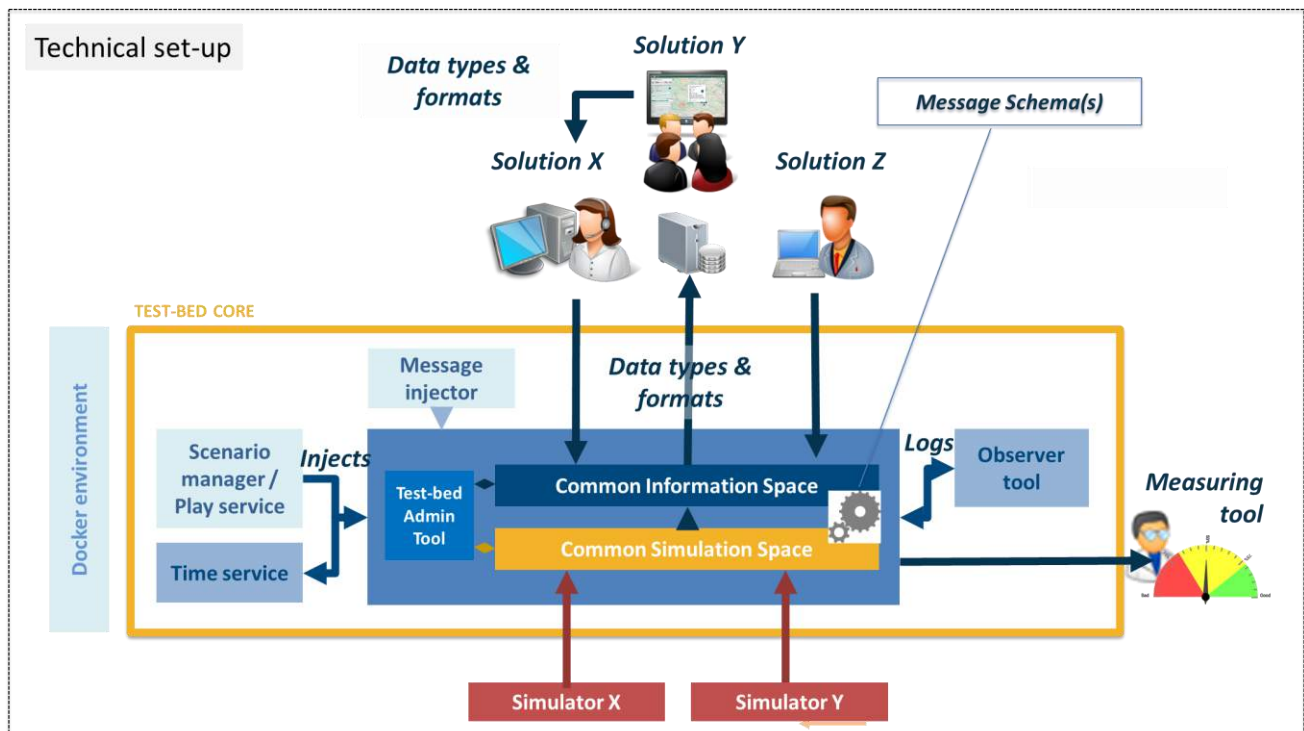 Technical set-up
Solution Y
Data types &
formats
Message Schema(s)
Solution X
Solution Z
TEST-BED CORE
Docker environment
Message
injector
Data types &
formats
Scenario
manager /
Play service
Injects
Logs
Observer
tool
Test-bed
Admin
Tool
Common Information Space
Measuring
tool
Common Simulation Space
Time service
Bad
Good
Simulator X
Simulator Y